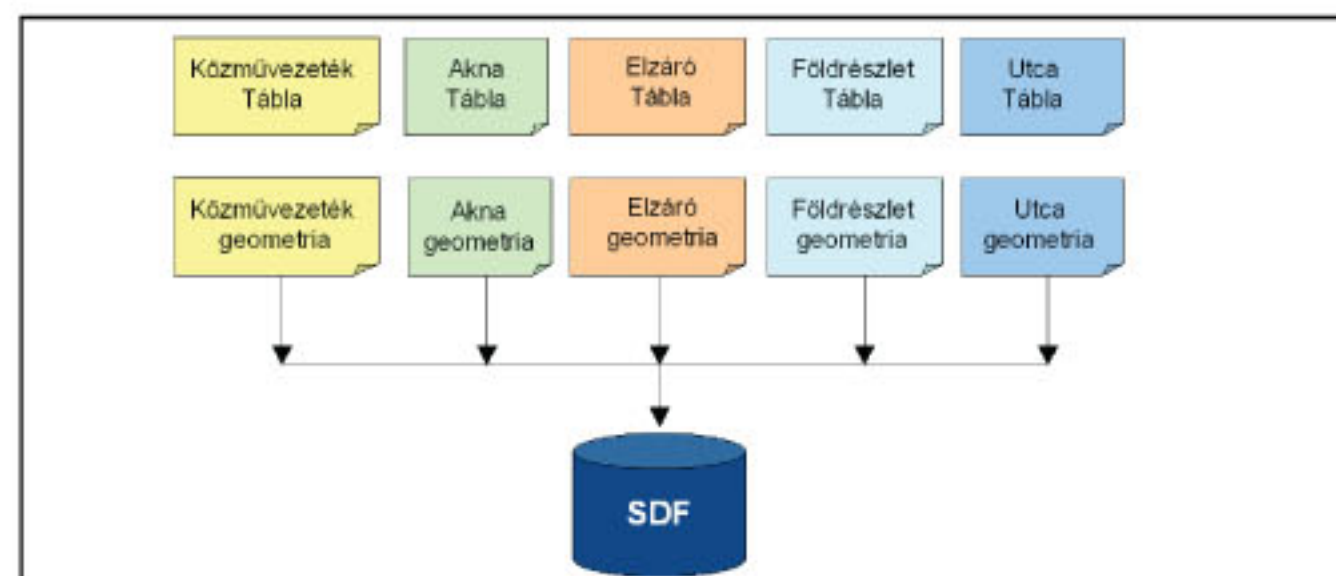 Közművezeték
Tábla
Akna
Tábla
Elzáró
Tábla
Földrészlet
Tábla
Utca
Tábla
Közművezeték
geometria
Akna
geometria
Elzáró
geometria
Földrészlet
geometria
Utca
geometria
SDF